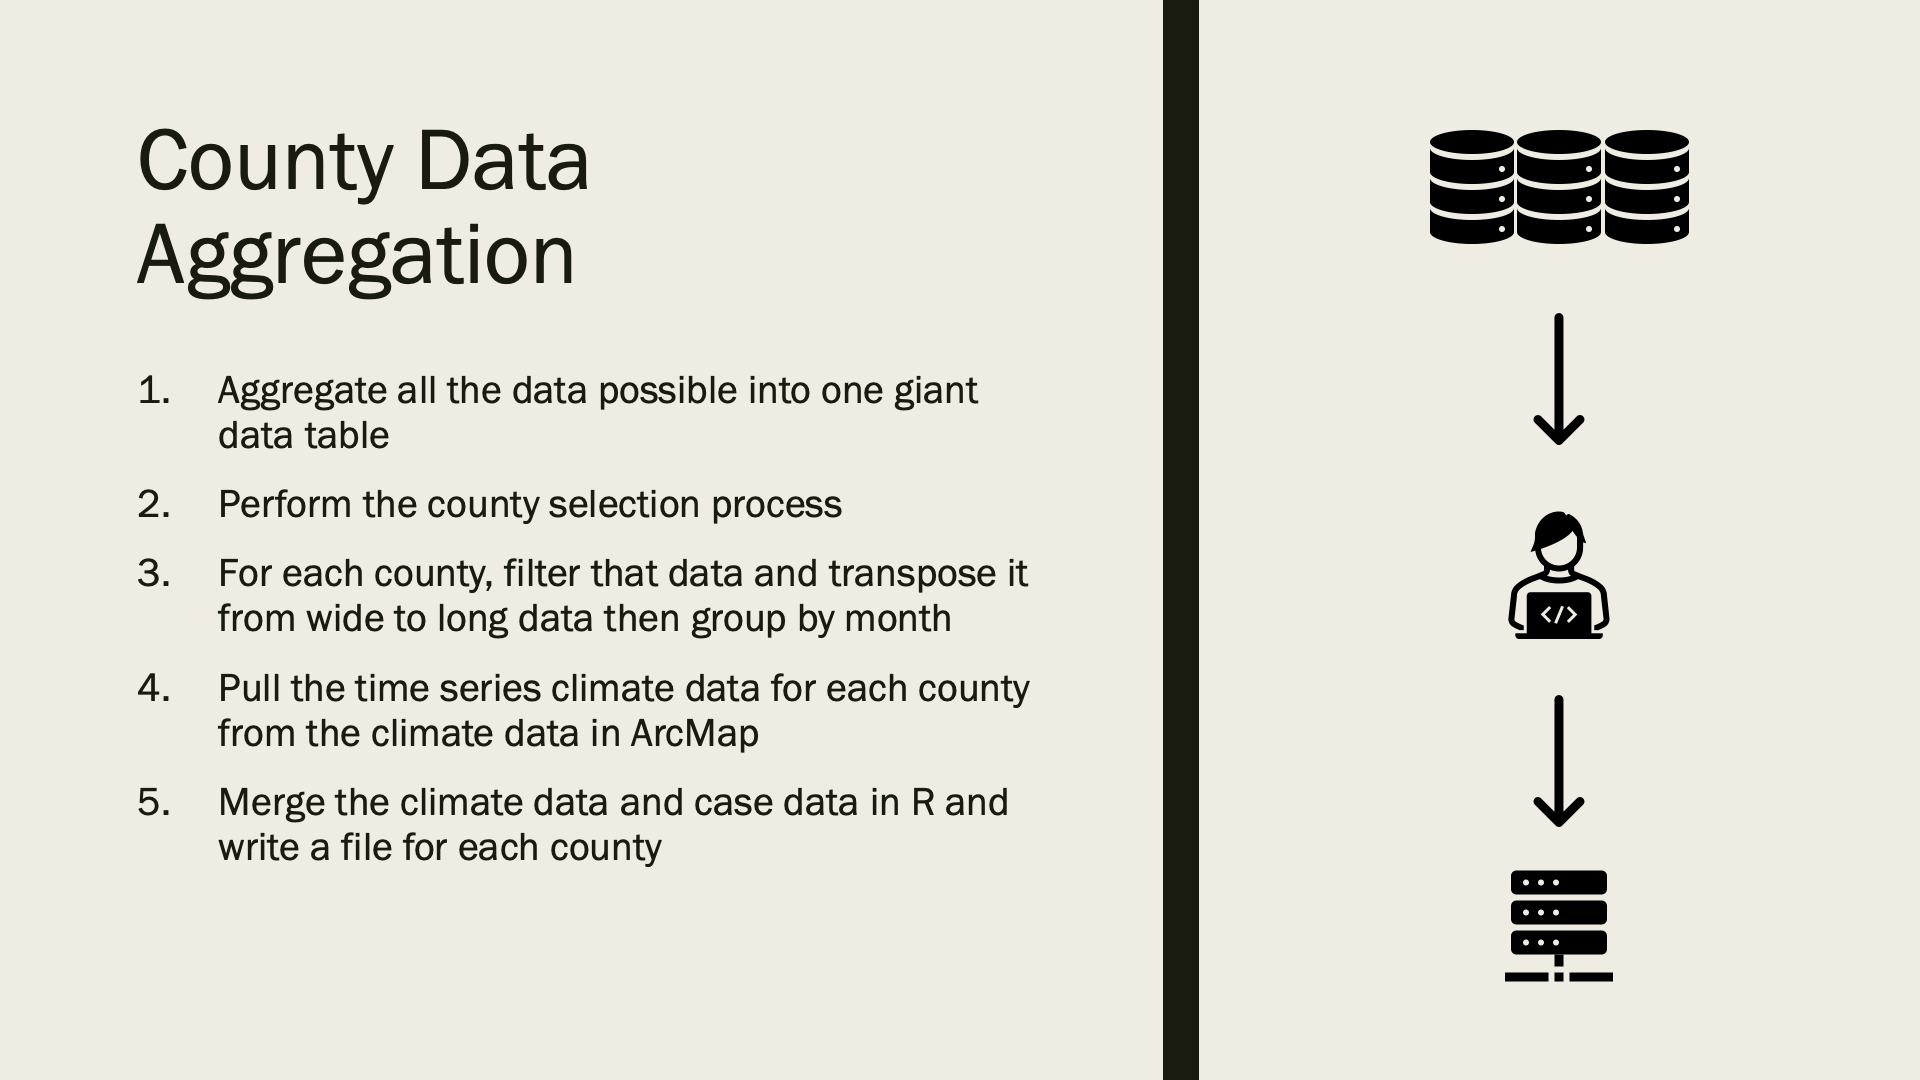 County Data
Aggregation
1. Aggregate all the data possible into one giant
data table
2. Perform the county selection process
3. For each county, filter that data and transpose it
from wide to long data then group by month
4. Pull the time series climate data for each county
from the climate data in ArcMap
5. Merge the climate data and case data in R and
write a file for each county